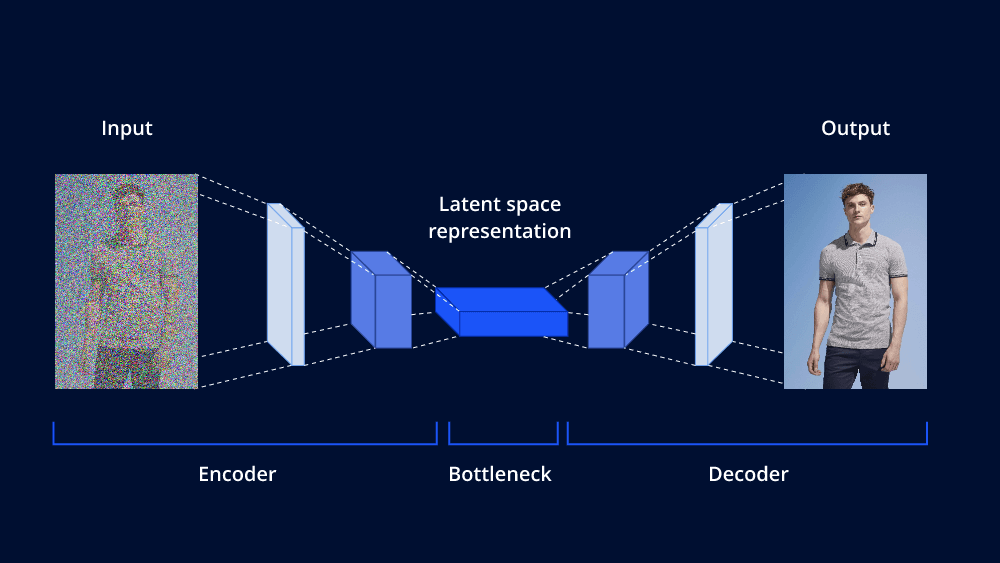 Input
Output
Latent space
representation
Encoder
Bottleneck
Decoder